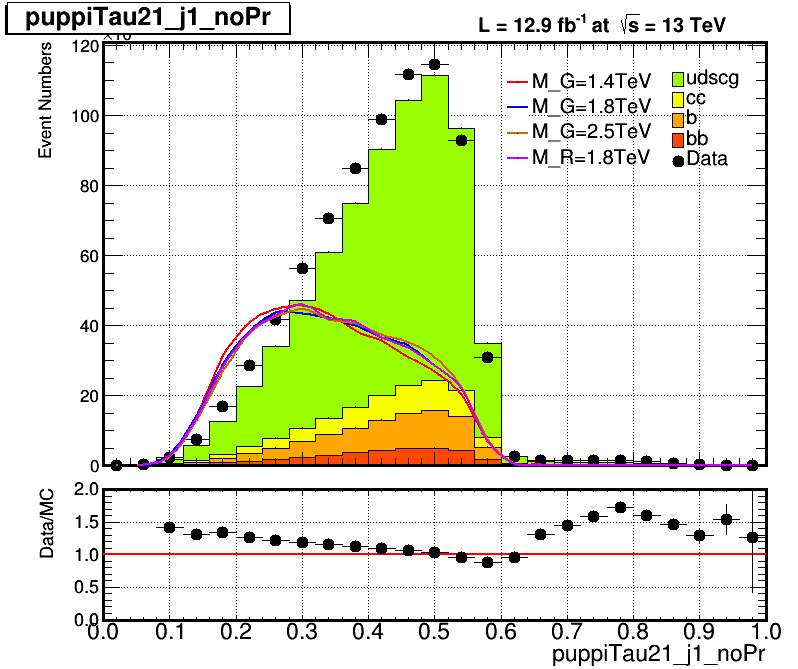 puppiTau21_j1_noPr
L = 12.9 fb⁻¹ at √s = 13 TeV
Event Numbers
120
100
80
60
40
20
0
M_G=1.4TeV
M_G=1.8TeV
M_G=2.5TeV
M_R=1.8TeV
udscg
cc
b
bb
Data
Data/MC
2.0
1.5
1.0
0.5
0.0
0.0 0.1 0.2 0.3 0.4 0.5 0.6 0.7 0.8 0.9 1.0
puppiTau21_j1_noPr